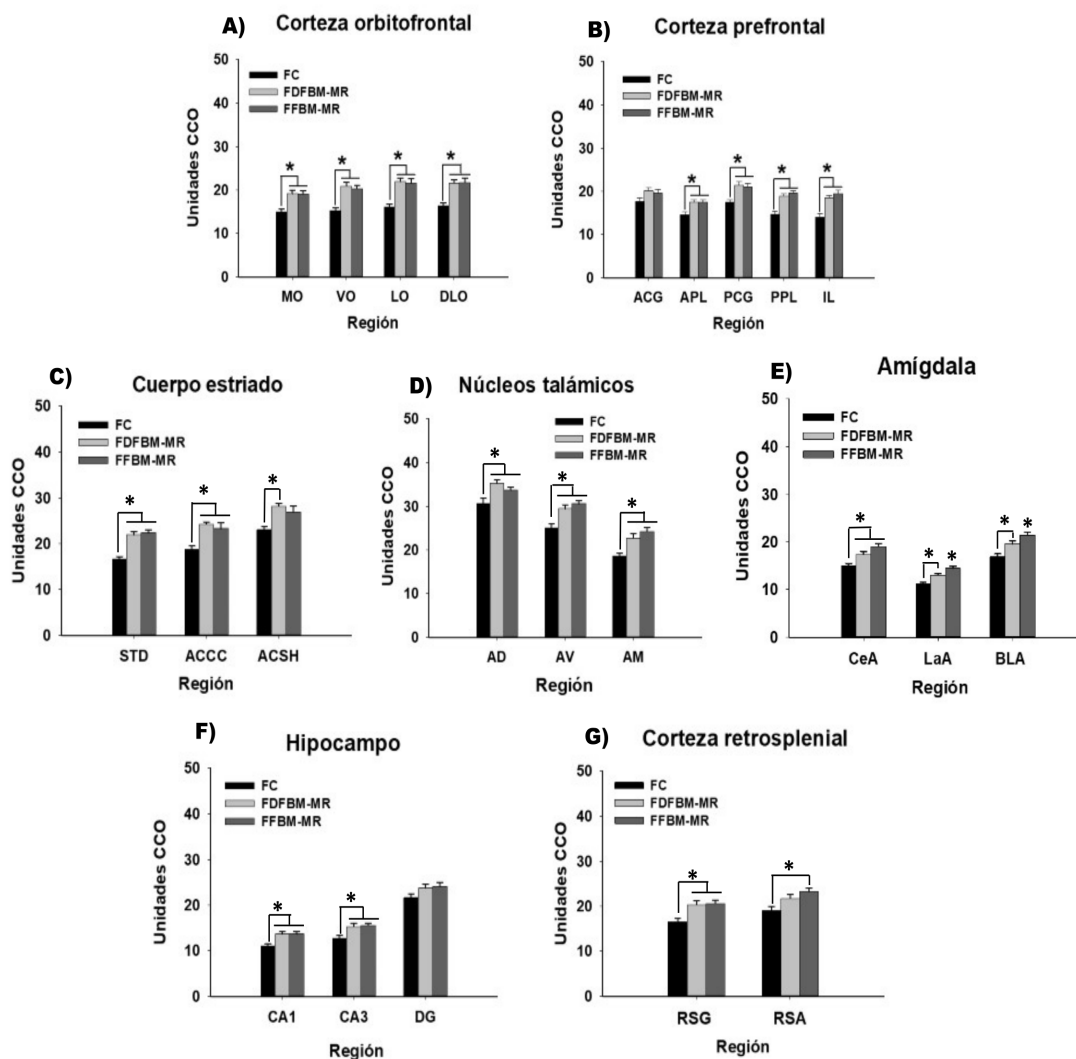 A) Corteza orbitofrontal
50
40
30
20
10
0
Unidades CCO
FC
FDFBM-MR
FFBM-MR
* * * *
MO VO LO DLO
Región
B) Corteza prefrontal
50
40
30
20
10
0
Unidades CCO
FC
FDFBM-MR
FFBM-MR
* * * *
ACG APL PCG PPL IL
Región
C) Cuerpo estriado
50
40
30
20
10
0
Unidades CCO
FC
FDFBM-MR
FFBM-MR
* * *
STD ACCC ACSH
Región
D) Núcleos talámicos
50
40
30
20
10
0
Unidades CCO
FC
FDFBM-MR
FFBM-MR
* * *
AD AV AM
Región
E) Amígdala
50
40
30
20
10
0
Unidades CCO
FC
FDFBM-MR
FFBM-MR
* * * * *
CeA LaA BLA
Región
F) Hipocampo
50
40
30
20
10
0
Unidades CCO
FC
FDFBM-MR
FFBM-MR
* *
CA1 CA3 DG
Región
G) Corteza retrosplenial
50
40
30
20
10
0
Unidades CCO
FC
FDFBM-MR
FFBM-MR
* *
RSG RSA
Región